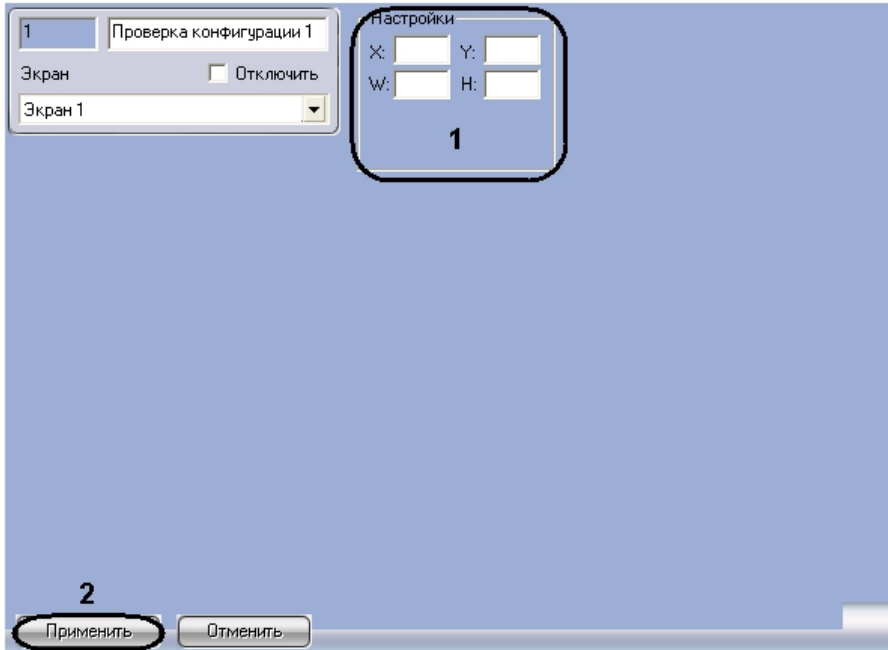 1
Проверка конфигурации 1
Экран
Отключить
Экран 1
Настройки
X:
Y:
W:
H:
1
2
Применить
Отменить